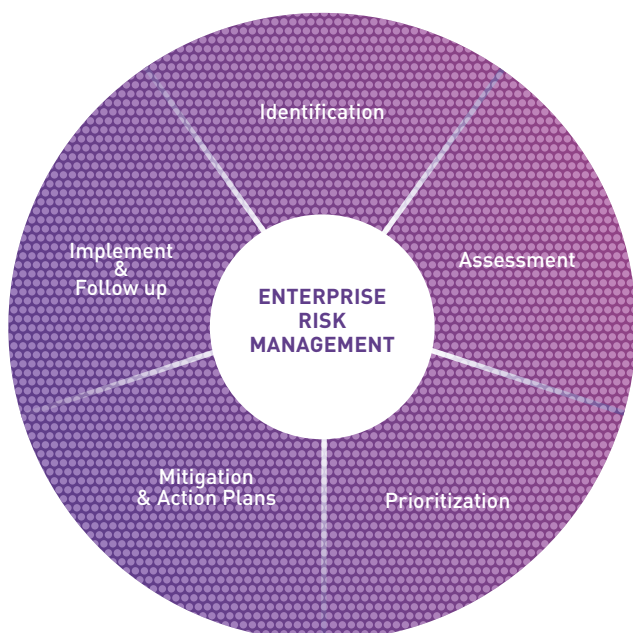 Identification
Assessment
Prioritization
Mitigation
& Action Plans
Implement
&
Follow up
ENTERPRISE
RISK
MANAGEMENT